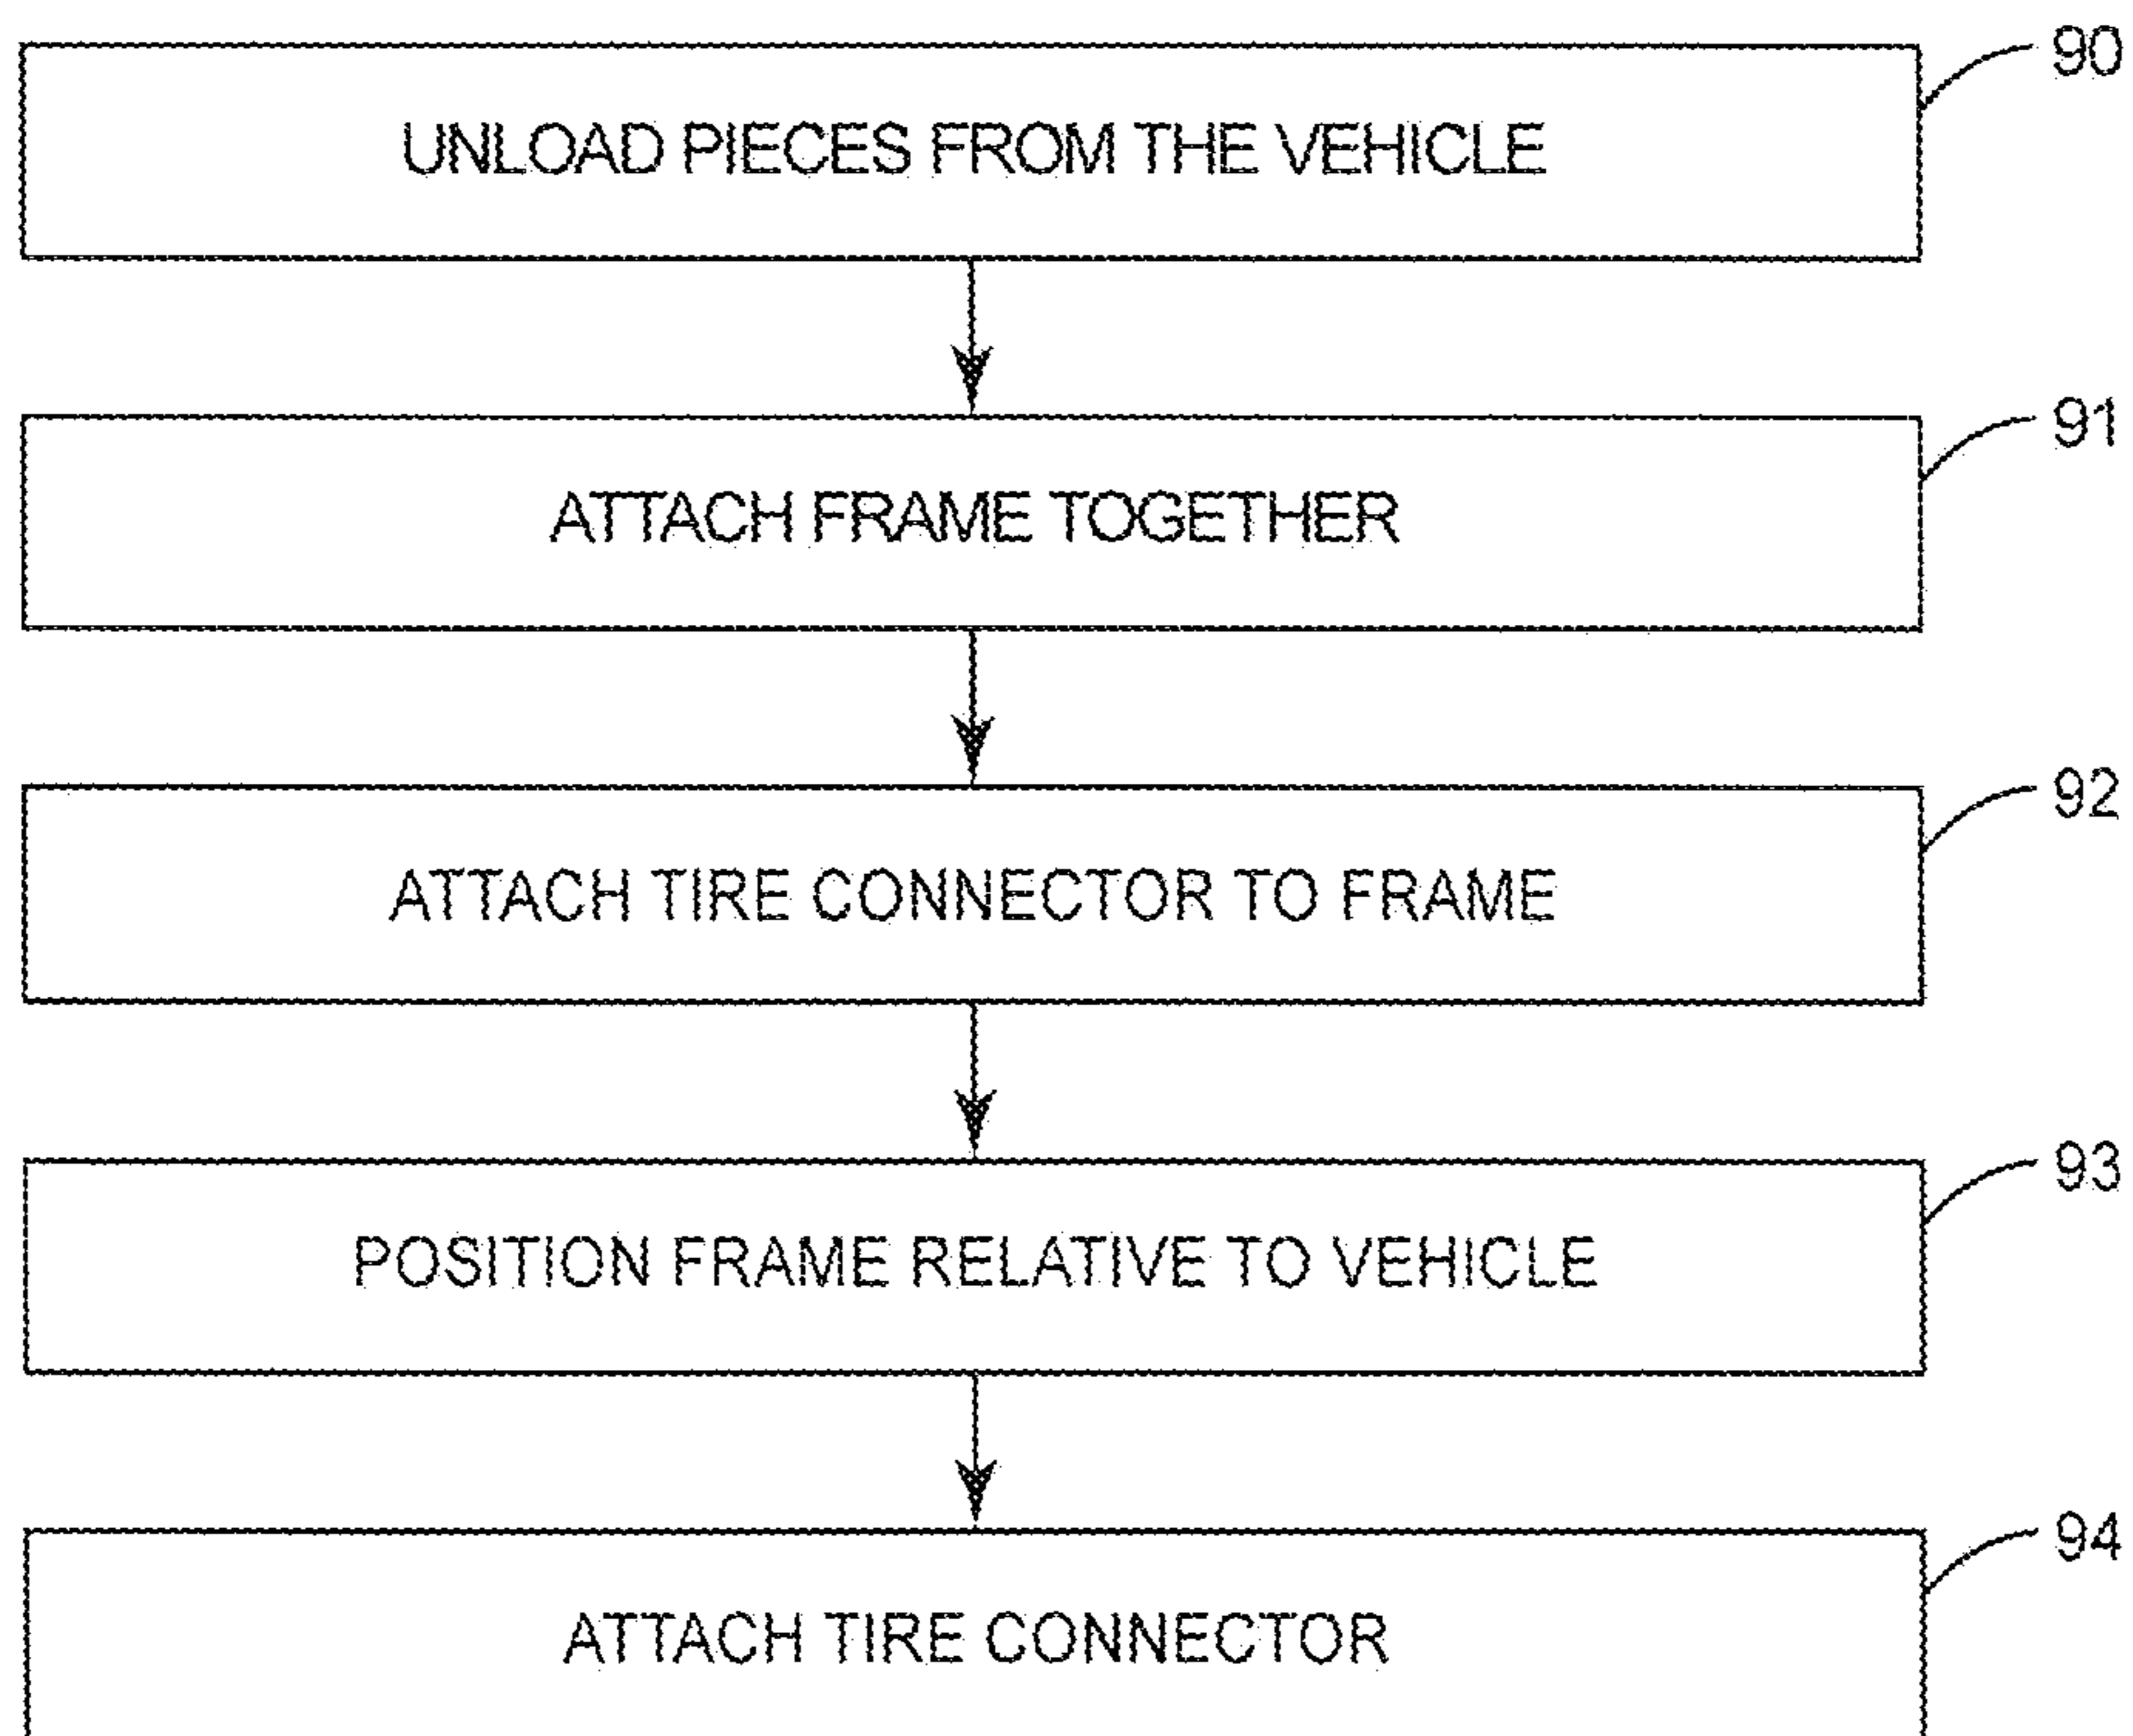 90
UNLOAD PIECES FROM THE VEHICLE
91
ATTACH FRAME TOGETHER
92
ATTACH TIRE CONNECTOR TO FRAME
93
POSITION FRAME RELATIVE TO VEHICLE
94
ATTACH TIRE CONNECTOR